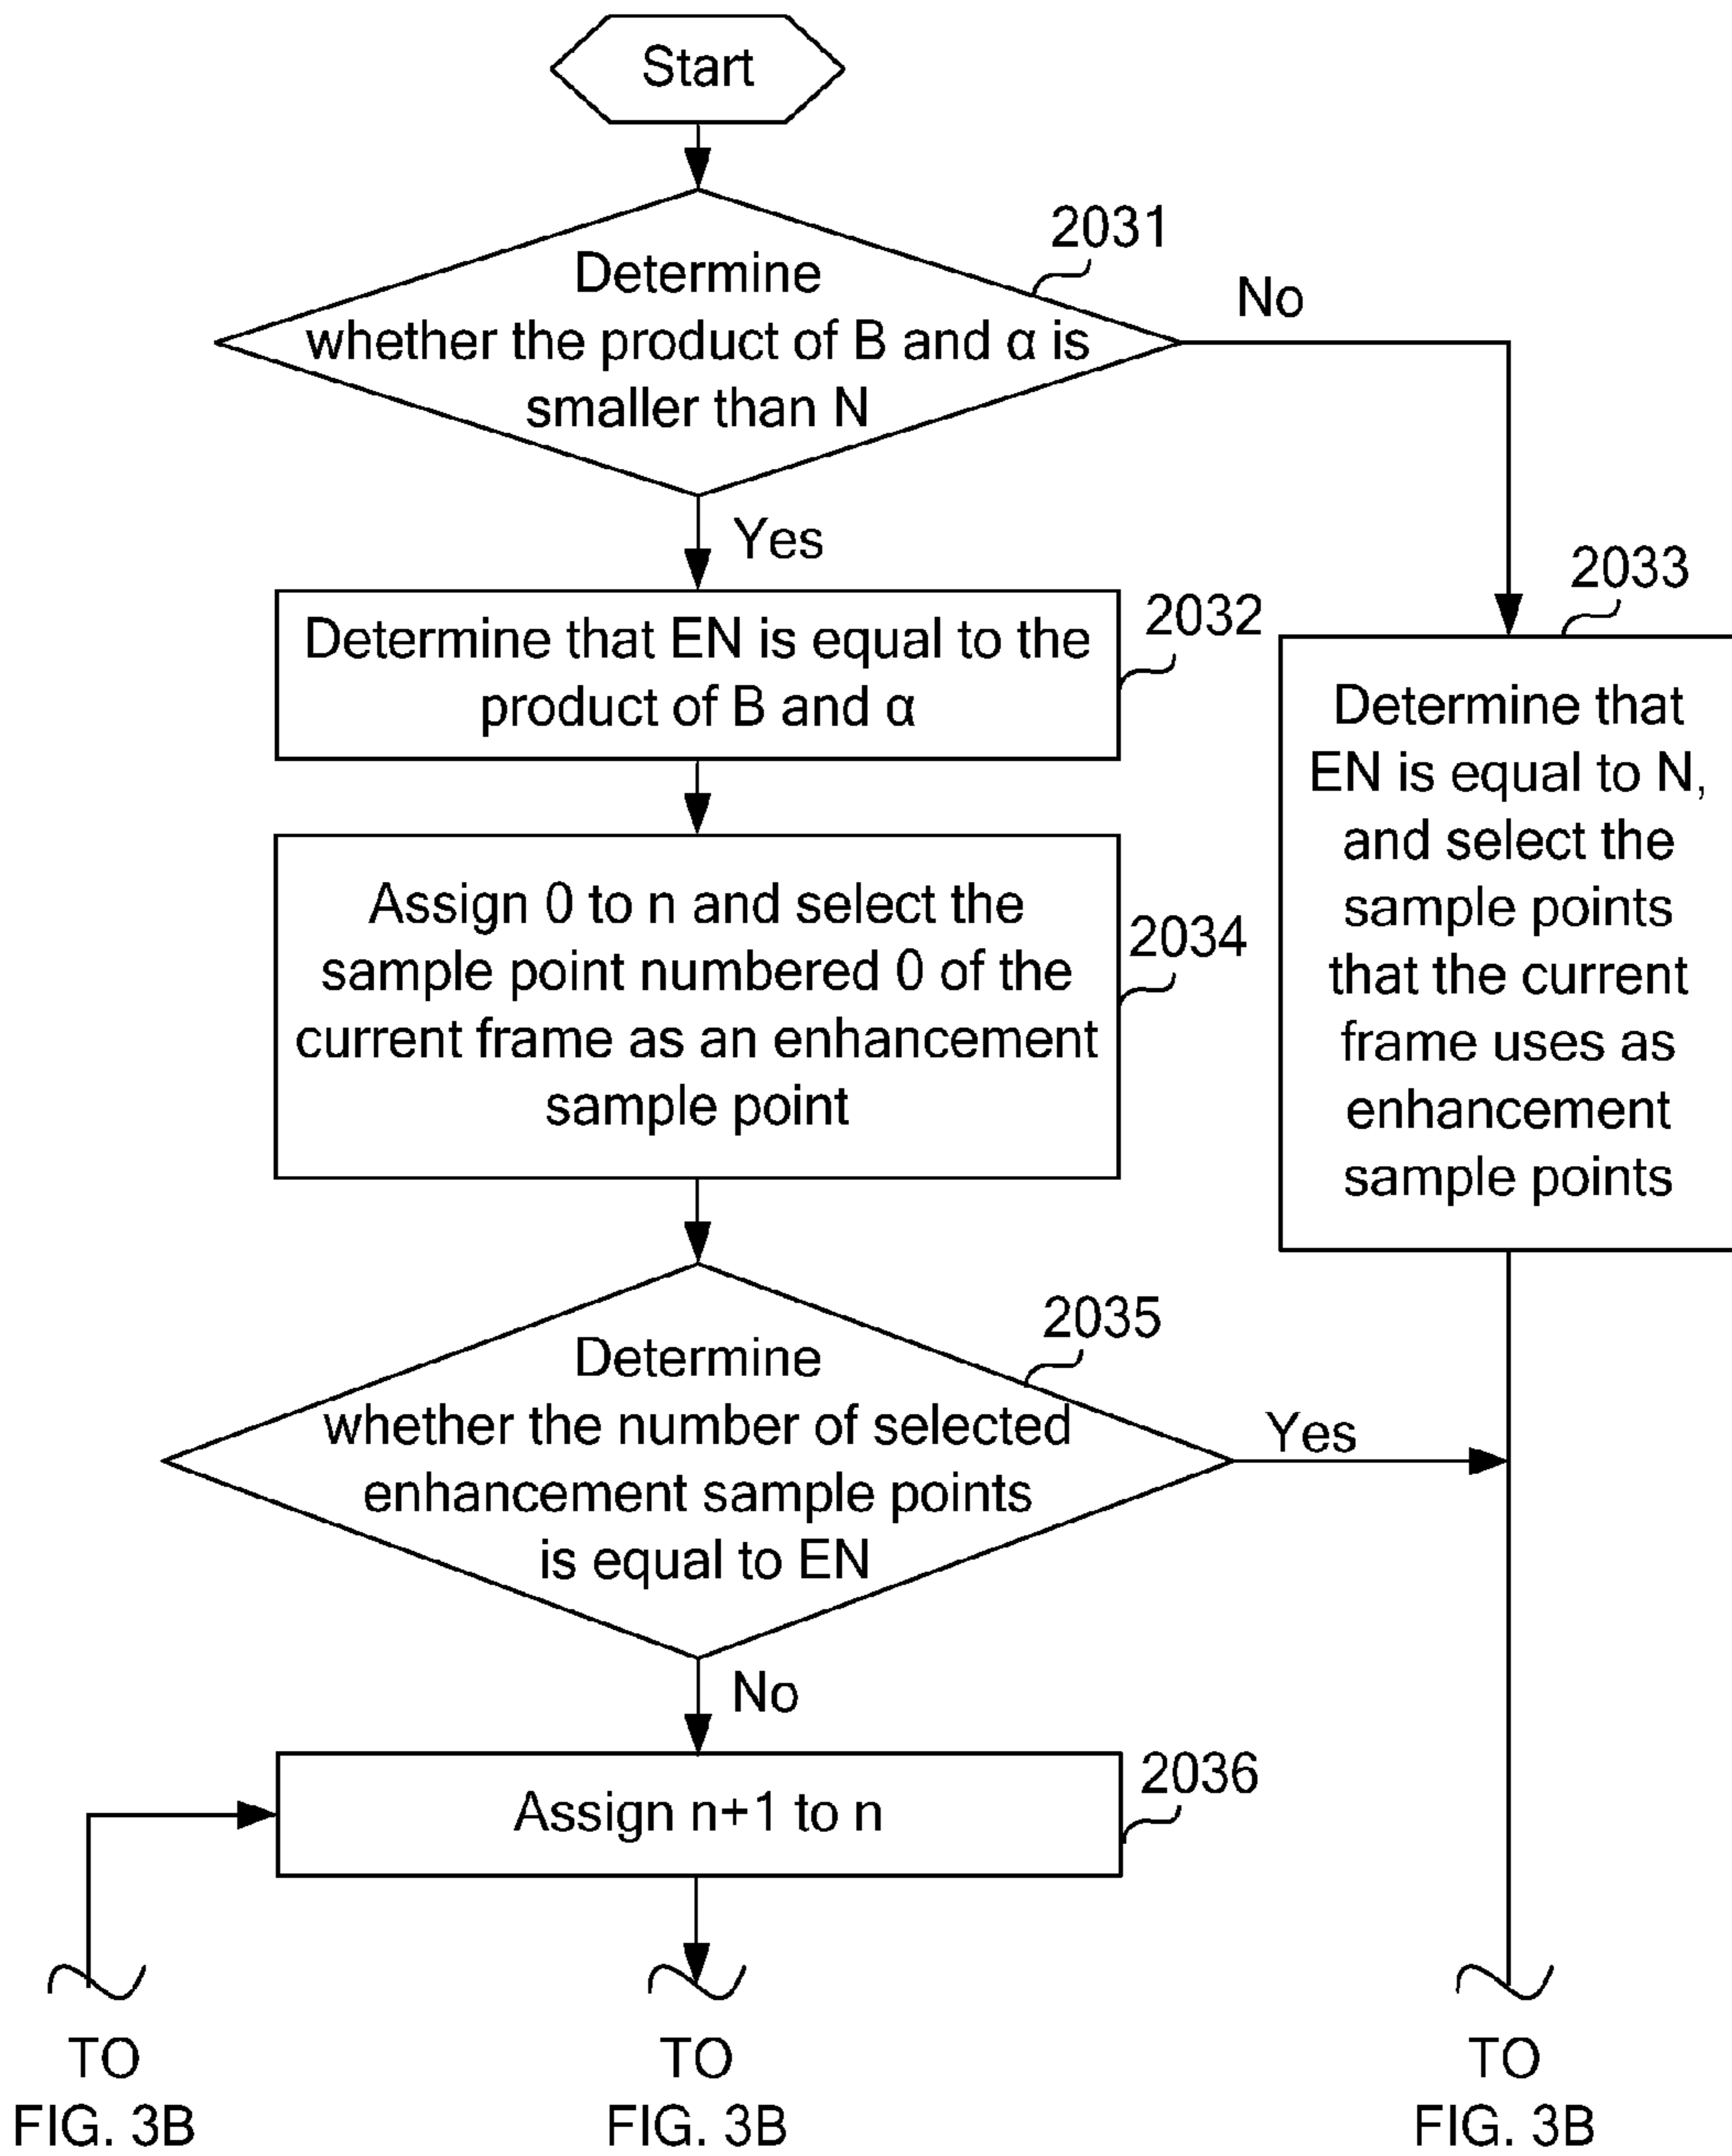 Start
2031
Determine
whether the product of B and α is
smaller than N
No
Yes
2032
Determine that EN is equal to the
product of B and α
2033
Determine that
EN is equal to N,
and select the
sample points
that the current
frame uses as
enhancement
sample points
2034
Assign 0 to n and select the
sample point numbered 0 of the
current frame as an enhancement
sample point
2035
Determine
whether the number of selected
enhancement sample points
is equal to EN
Yes
No
2036
Assign n+1 to n
TO
FIG. 3B
TO
FIG. 3B
TO
FIG. 3B